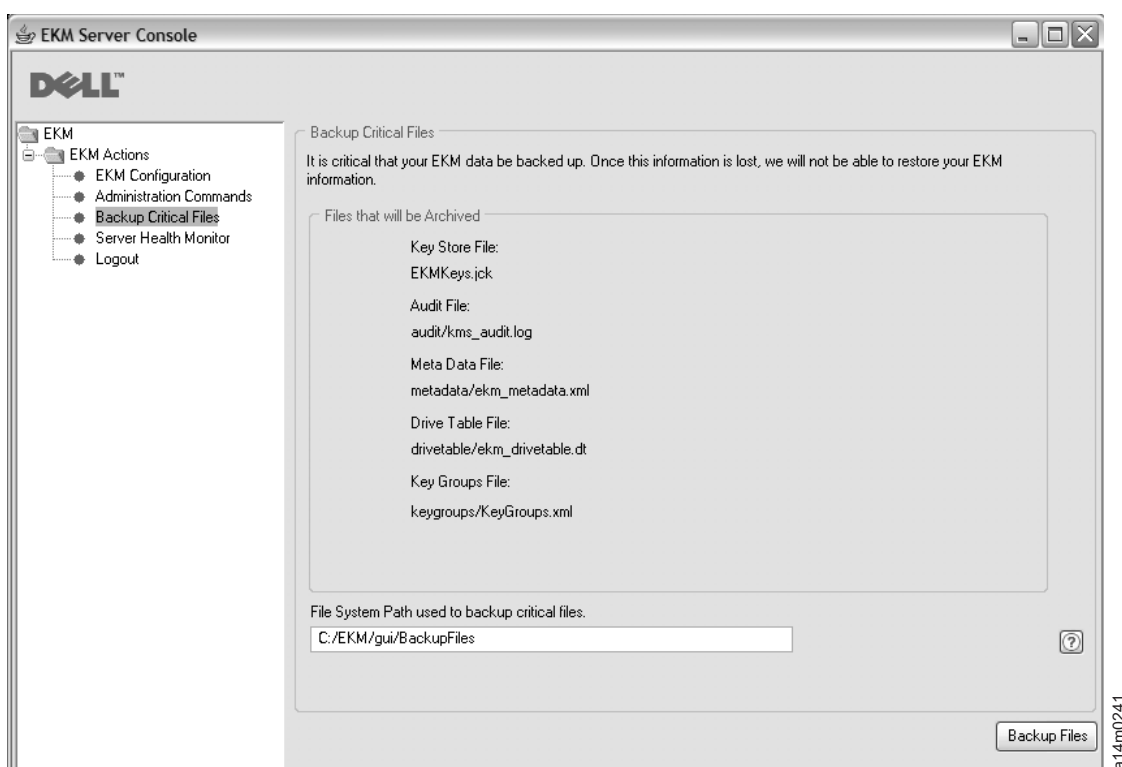 EKM Server Console
DELL™
EKM
EKM Actions
EKM Configuration
Administration Commands
Backup Critical Files
Server Health Monitor
Logout
Backup Critical Files
It is critical that your EKM data be backed up. Once this information is lost, we will not be able to restore your EKM
information.
Files that will be Archived
Key Store File:
EKMKeys.jck
Audit File:
audit/kms_audit.log
Meta Data File:
metadata/ekm_metadata.xml
Drive Table File:
drivetable/ekm_drivetable.dt
Key Groups File:
keygroups/KeyGroups.xml
File System Path used to backup critical files.
C:/EKM/gui/BackupFiles
?
Backup Files
a14m0241